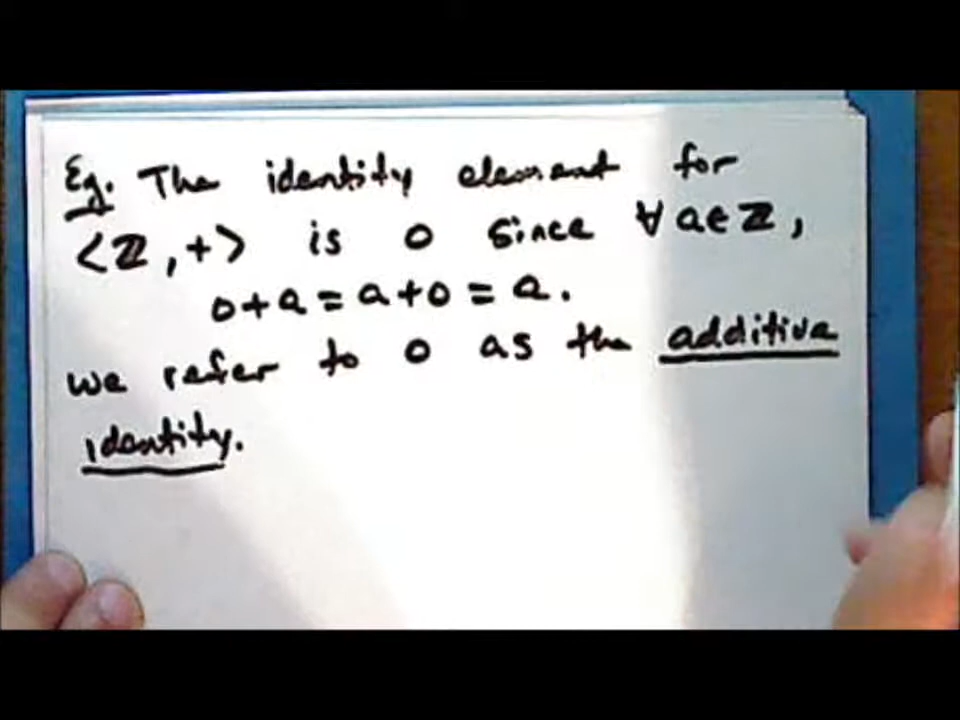 Eg. The identity element for
<ℤ, +> is 0 since ∀ a∈ℤ,
0+a = a+0 = a.
we refer to 0 as the additive
identity.